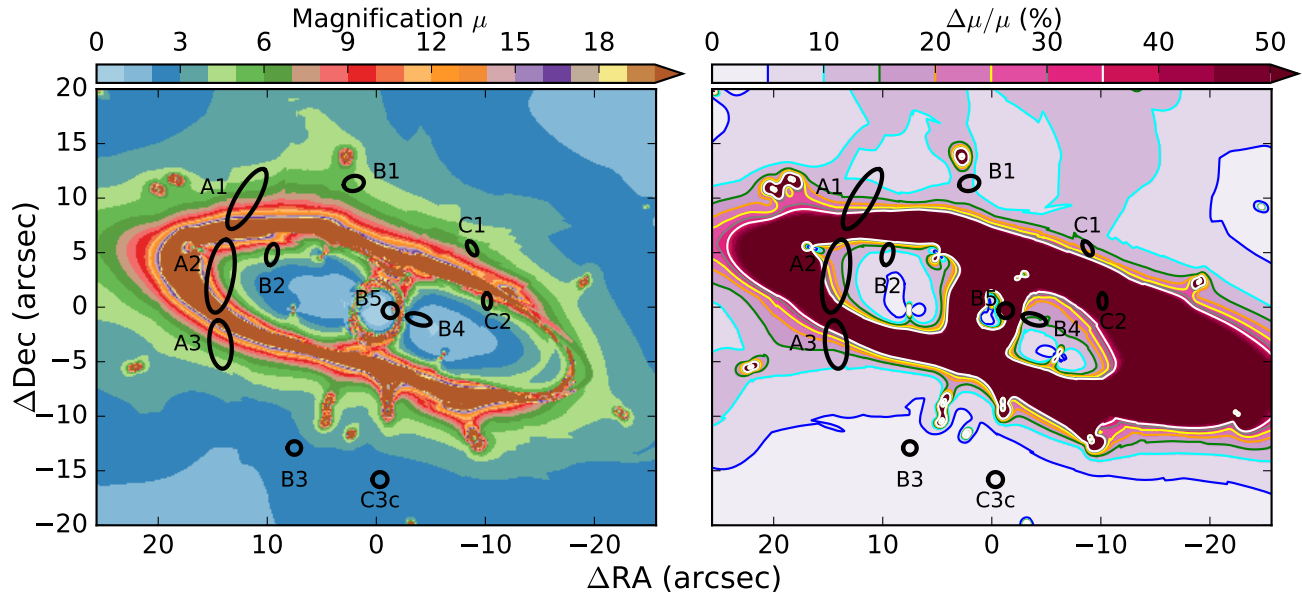 Magnification μ
0 3 6 9 12 15 18
Δμ/μ (%)
0 10 20 30 40 50
20
15
10
5
0
−5
−10
−15
−20
ΔDec (arcsec)
A1
B1
C1
A2
B2
B5
C2
B4
A3
B3
C3c
20 10 0 −10 −20
A1
B1
C1
A2
B2
B5
C2
B4
A3
B3
C3c
20 10 0 −10 −20
ΔRA (arcsec)